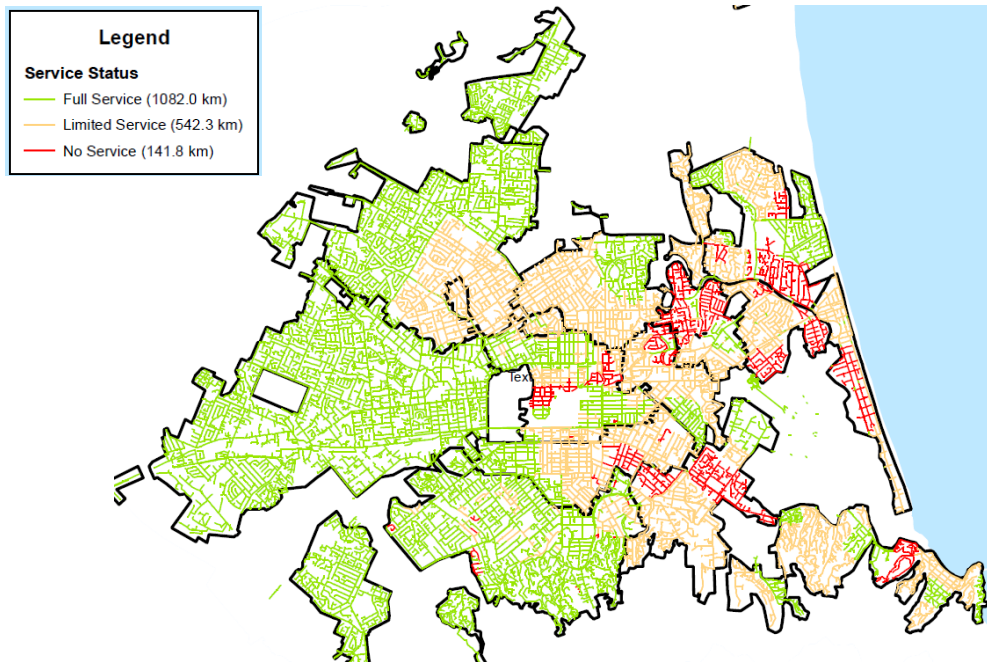 Legend
Service Status
Full Service (1082.0 km)
Limited Service (542.3 km)
No Service (141.8 km)
Text